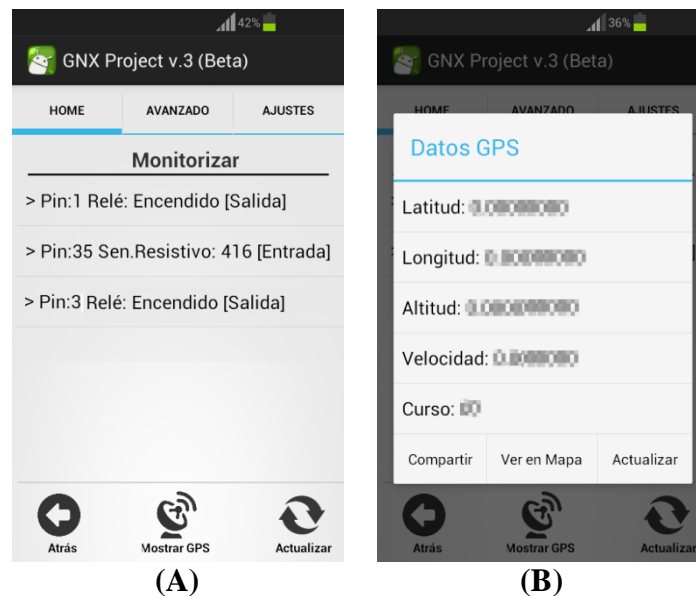 42%
GNX Project v.3 (Beta)
HOME AVANZADO AJUSTES
Monitorizar
> Pin:1 Relé: Encendido [Salida]
> Pin:35 Sen.Resistivo: 416 [Entrada]
> Pin:3 Relé: Encendido [Salida]
Atrás Mostrar GPS Actualizar
(A)
36%
GNX Project v.3 (Beta)
HOME AVANZADO AJUSTES
Datos GPS
Latitud:
Longitud:
Altitud:
Velocidad:
Curso:
Compartir Ver en Mapa Actualizar
Atrás Mostrar GPS Actualizar
(B)